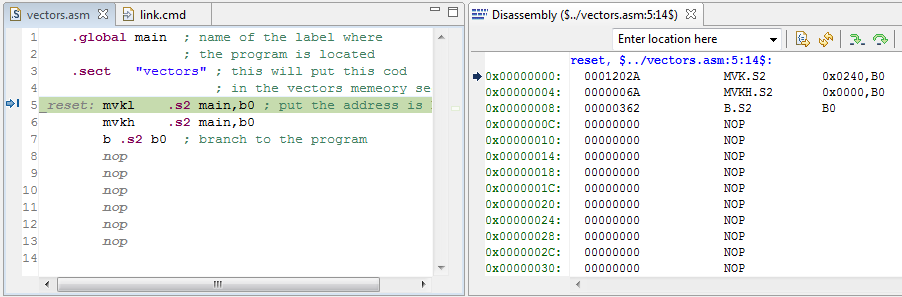 vectors.asm link.cmd
1 .global main ; name of the label where
2 ; the program is located
3 .sect "vectors" ; this will put this cod
4 ; in the vectors memeory se
5 _reset: mvkl .s2 main,b0 ; put the address is
6 mvkh .s2 main,b0
7 b .s2 b0 ; branch to the program
8 nop
9 nop
10 nop
11 nop
12 nop
13 nop
14
Disassembly ($../vectors.asm:5:14$)
Enter location here
reset, $../vectors.asm:5:14$:
0x00000000: 0001202A MVK.S2 0x0240,B0
0x00000004: 0000006A MVKH.S2 0x0000,B0
0x00000008: 00000362 B.S2 B0
0x0000000C: 00000000 NOP
0x00000010: 00000000 NOP
0x00000014: 00000000 NOP
0x00000018: 00000000 NOP
0x0000001C: 00000000 NOP
0x00000020: 00000000 NOP
0x00000024: 00000000 NOP
0x00000028: 00000000 NOP
0x0000002C: 00000000 NOP
0x00000030: 00000000 NOP